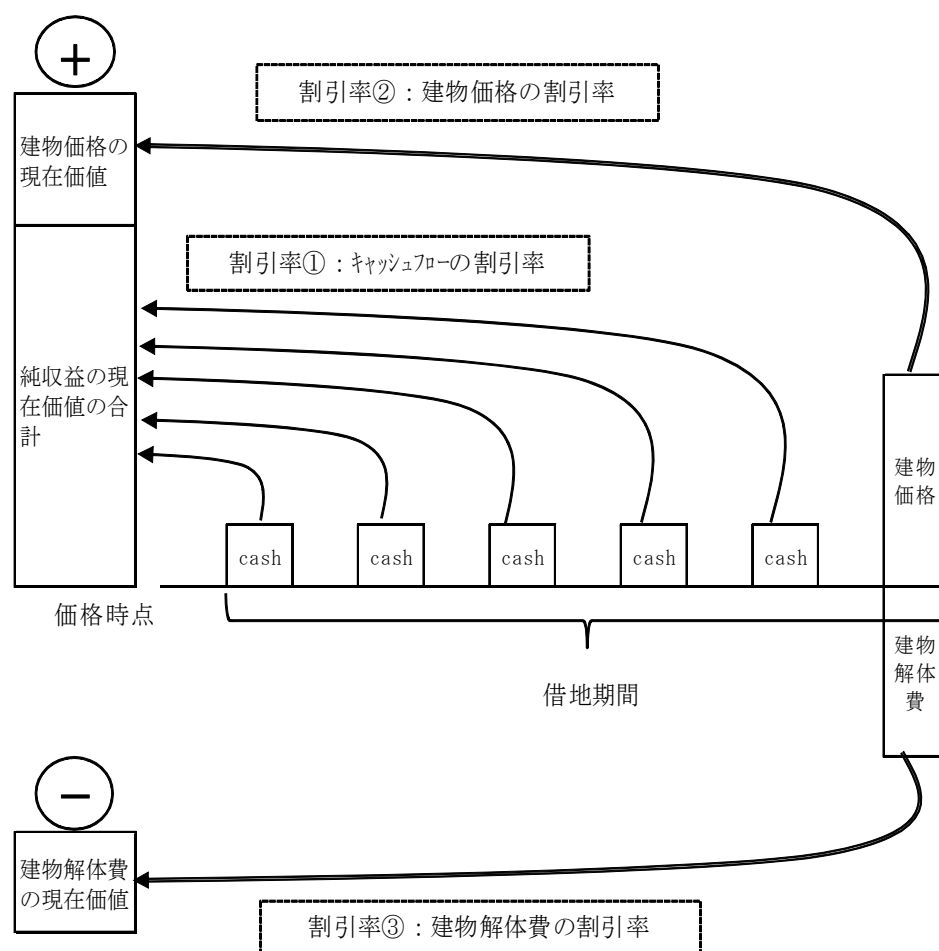 +
割引率②：建物価格の割引率
建物価格の
現在価値
割引率①：ｷｬｯｼｭﾌﾛｰの割引率
純収益の現
在価値の合
計
建物
価格
cash
cash
cash
cash
cash
価格時点
借地期間
建物
解体
費
−
建物解体費
の現在価値
割引率③：建物解体費の割引率